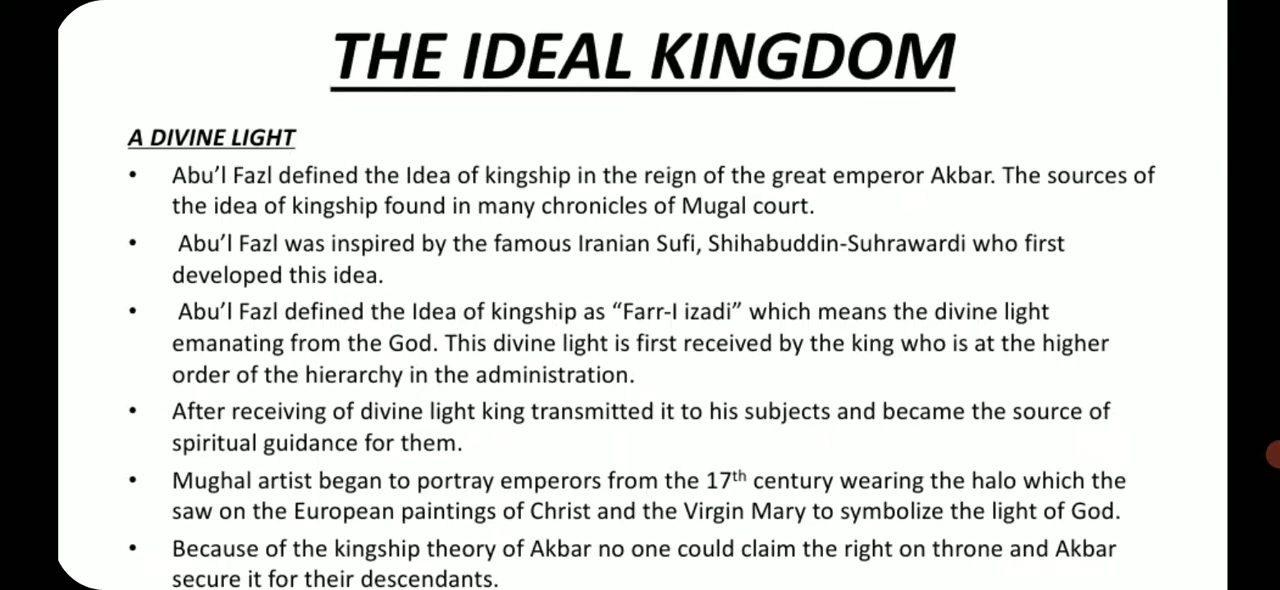 THE IDEAL KINGDOM
A DIVINE LIGHT
• Abu'l Fazl defined the Idea of kingship in the reign of the great emperor Akbar. The sources of
the idea of kingship found in many chronicles of Mugal court.
• Abu'l Fazl was inspired by the famous Iranian Sufi, Shihabuddin-Suhrawardi who first
developed this idea.
• Abu'l Fazl defined the Idea of kingship as “Farr-I izadi” which means the divine light
emanating from the God. This divine light is first received by the king who is at the higher
order of the hierarchy in the administration.
• After receiving of divine light king transmitted it to his subjects and became the source of
spiritual guidance for them.
• Mughal artist began to portray emperors from the 17th century wearing the halo which the
saw on the European paintings of Christ and the Virgin Mary to symbolize the light of God.
• Because of the kingship theory of Akbar no one could claim the right on throne and Akbar
secure it for their descendants.